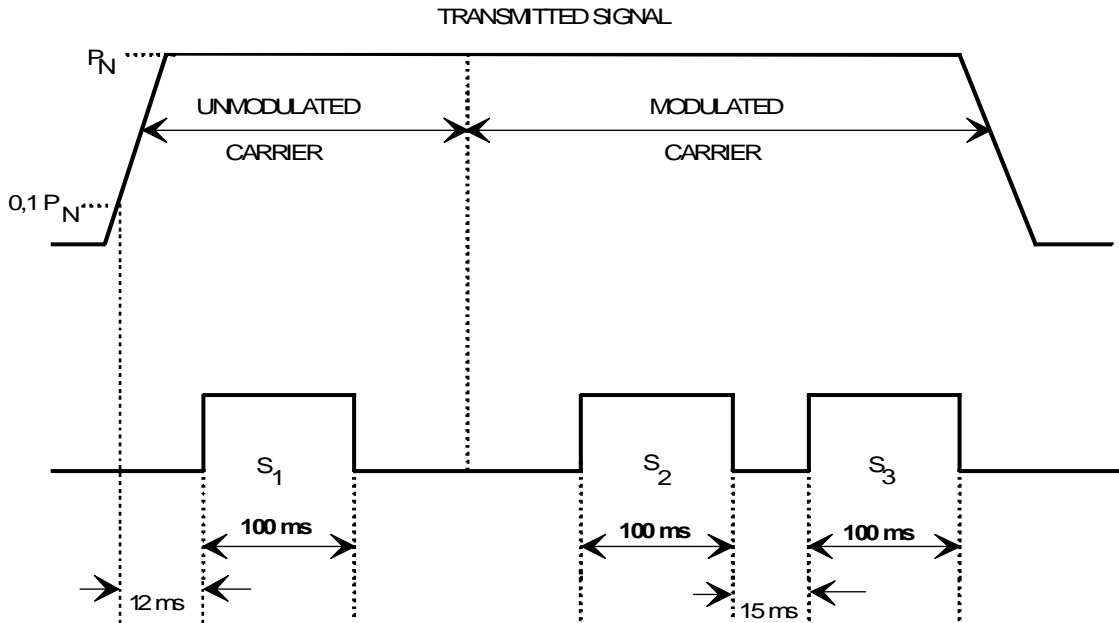 TRANSMITTED SIGNAL
PN
UNMODULATED
MODULATED
CARRIER
CARRIER
0,1 PN
S1
S2
S3
100 ms
100 ms
100 ms
12 ms
15 ms